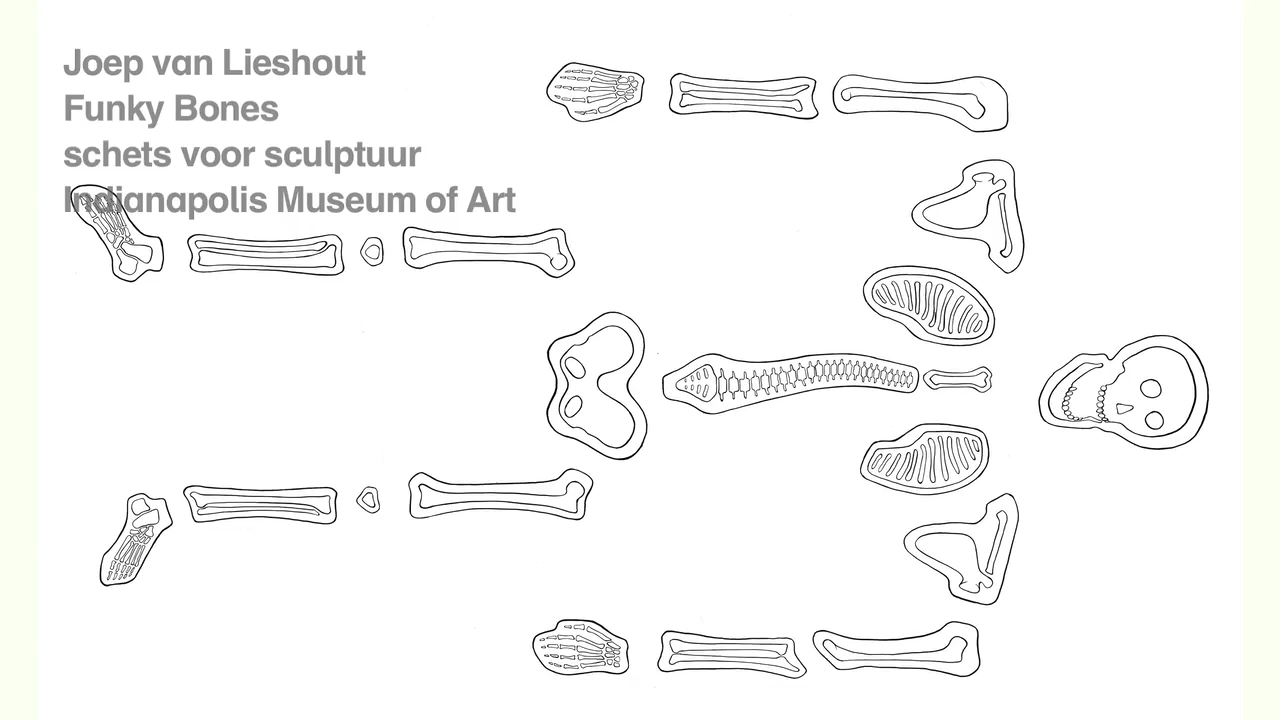 Joep van Lieshout
Funky Bones
schets voor sculptuur
Indianapolis Museum of Art